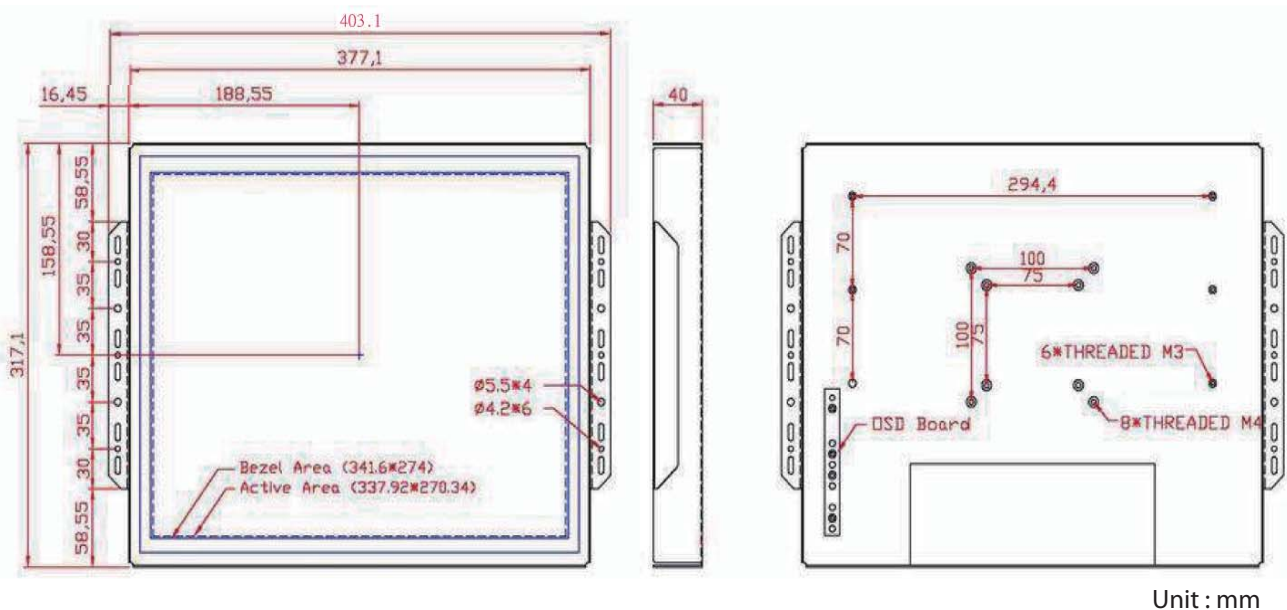 403.1
377,1
16,45
188,55
40
58,55
30
35
35
35
35
30
58,55
158,55
317,1
Ø5.5*4
Ø4.2*6
Bezel Area (341.6*274)
Active Area (337.92*270.34)
294,4
70
70
100
75
100
75
6*THREADED M3
8*THREADED M4
OSD Board
Unit : mm